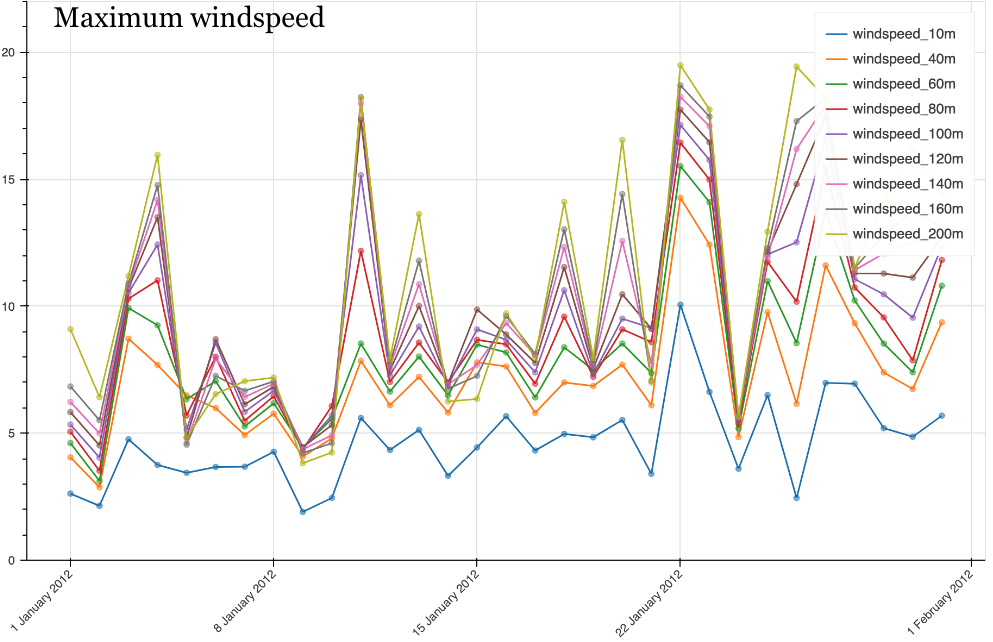 Maximum windspeed
windspeed_10m
windspeed_40m
windspeed_60m
windspeed_80m
windspeed_100m
windspeed_120m
windspeed_140m
windspeed_160m
windspeed_200m
20
15
10
5
0
1 January 2012
8 January 2012
15 January 2012
22 January 2012
1 February 2012